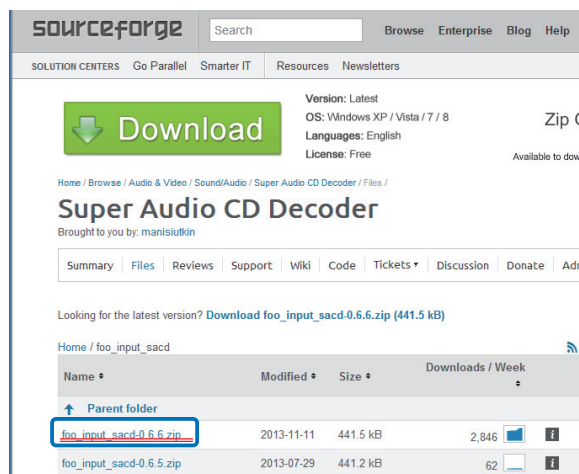 sourceforge
Search
Browse Enterprise Blog Help
SOLUTION CENTERS Go Parallel Smarter IT Resources Newsletters
Download
Version: Latest
OS: Windows XP / Vista / 7 / 8
Languages: English
License: Free
Zip
Available to dow
Home / Browse / Audio & Video / Sound/Audio / Super Audio CD Decoder / Files /
Super Audio CD Decoder
Brought to you by: manisiutkin
Summary Files Reviews Support Wiki Code Tickets Discussion Donate Adm
Looking for the latest version? Download foo_input_sacd-0.6.6.zip (441.5 kB)
Home / foo_input_sacd
Name Modified Size Downloads / Week
Parent folder
foo_input_sacd-0.6.6.zip 2013-11-11 441.5 kB 2,846 i
foo_input_sacd-0.6.5.zip 2013-07-29 441.2 kB 62 i